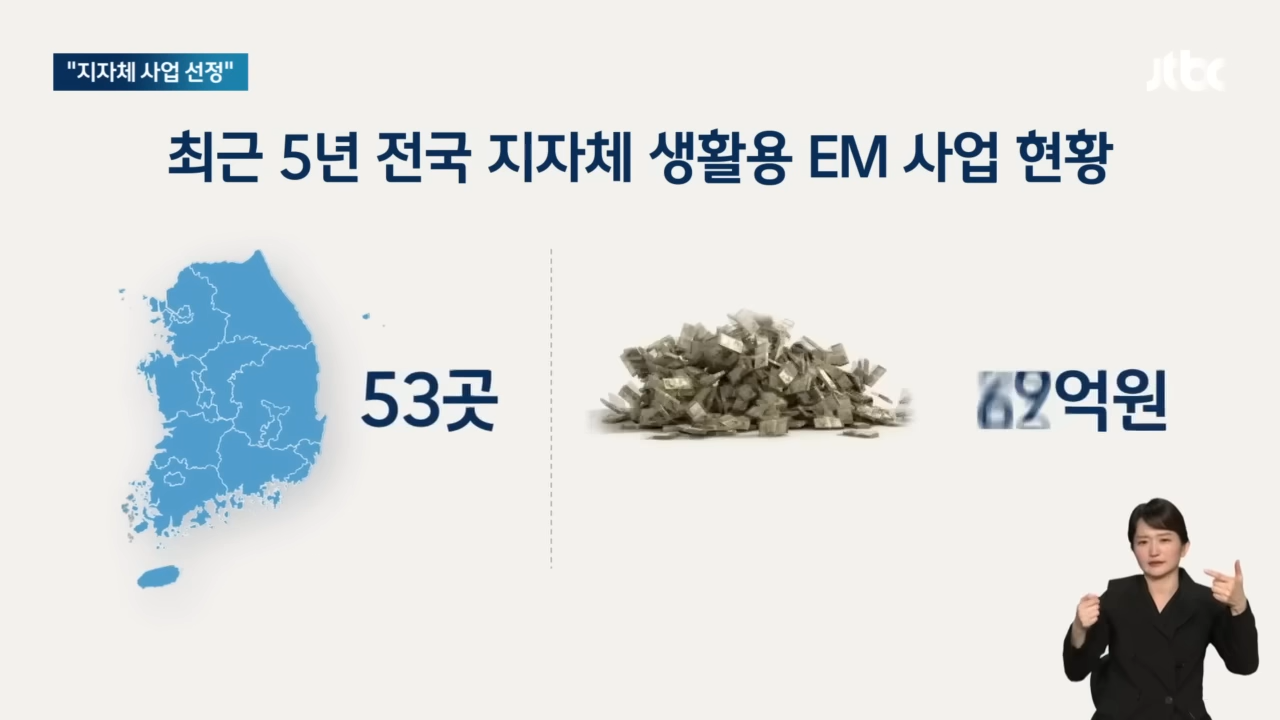 "지자체 사업 선정"
jtbc
최근 5년 전국 지자체 생활용 EM 사업 현황
53곳
억원